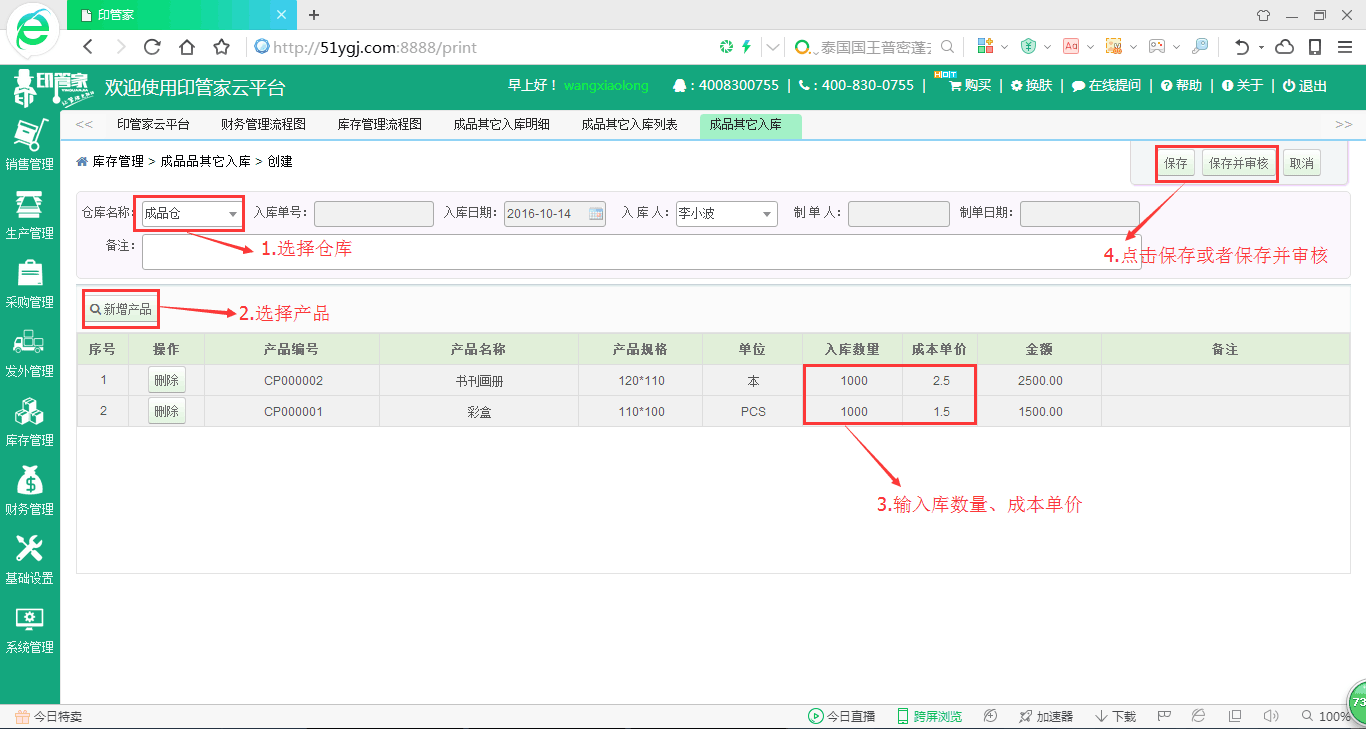 印管家
http://51ygj.com:8888/print
泰国国王普密蓬
印管家
欢迎使用印管家云平台
早上好！ wangxiaolong
: 4008300755 | : 400-830-0755 | HOT 购买 | 换肤 | 在线提问 | 帮助 | 关于 | 退出
<< 印管家云平台 财务管理流程图 库存管理流程图 成品其它入库明细 成品其它入库列表 成品其它入库 >>
销售管理
生产管理
采购管理
发外管理
库存管理
财务管理
基础设置
系统管理
库存管理 > 成品品其它入库 > 创建
保存 保存并审核 取消
仓库名称: 成品仓 入库单号: 入库日期: 2016-10-14 入 库 人: 李小波 制 单 人: 制单日期:
备注:
1.选择仓库
4.点击保存或者保存并审核
新增产品
2.选择产品
序号 操作 产品编号 产品名称 产品规格 单位 入库数量 成本单价 金额 备注
1 删除 CP000002 书刊画册 120*110 本 1000 2.5 2500.00
2 删除 CP000001 彩盒 110*100 PCS 1000 1.5 1500.00
3.输入库数量、成本单价
73
今日特卖 今日直播 跨屏浏览 加速器 下载 100%